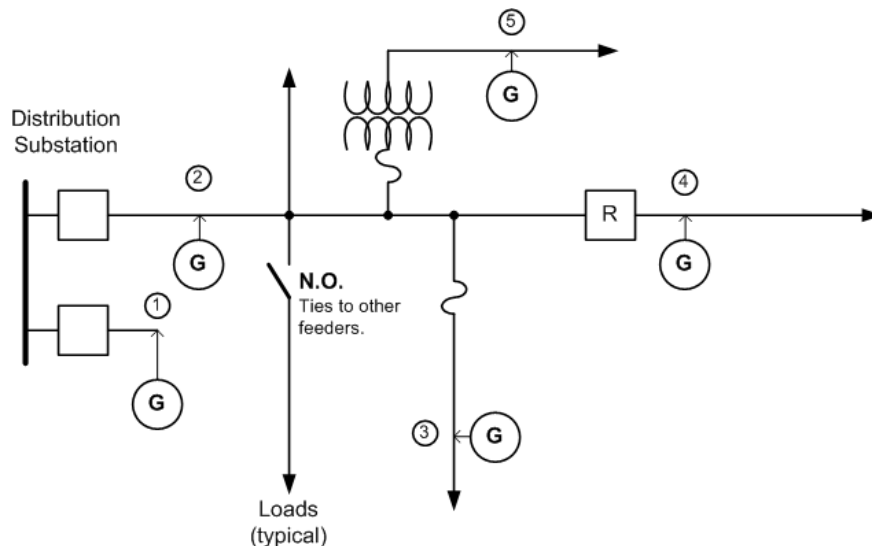 5
G
Distribution
Substation
2
4
R
G
G
N.O.
Ties to other
feeders.
1
G
3
G
Loads
(typical)